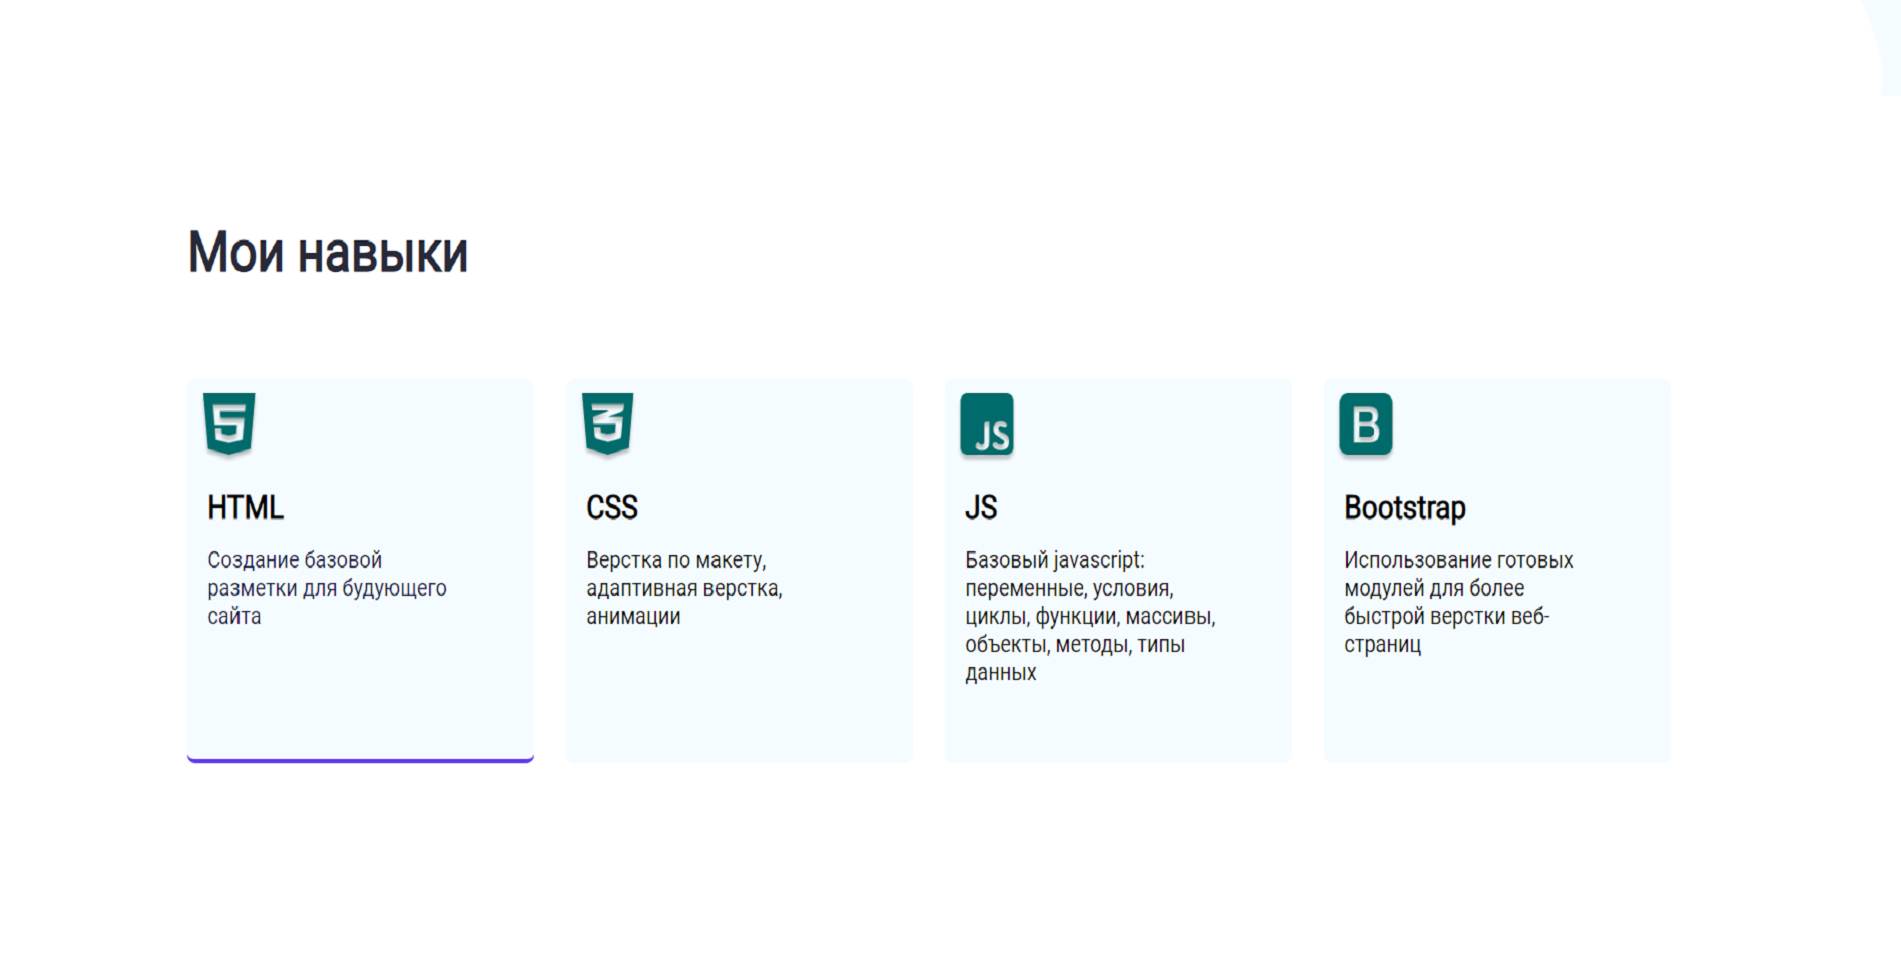 Мои навыки
5
3
JS
B
HTML
Создание базовой
разметки для будующего
сайта
CSS
Верстка по макету,
адаптивная верстка,
анимации
JS
Базовый javascript:
переменные, условия,
циклы, функции, массивы,
объекты, методы, типы
данных
Bootstrap
Использование готовых
модулей для более
быстрой верстки веб-
страниц